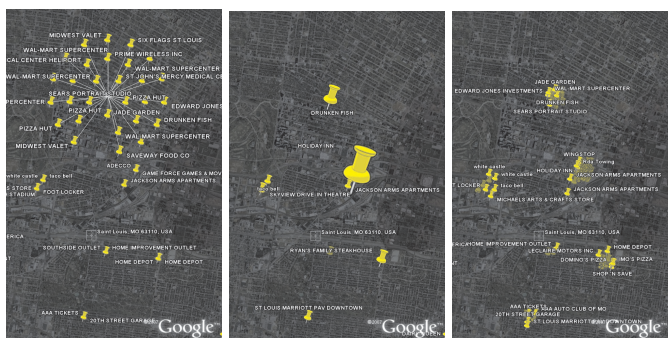 MIDWEST VALET
SIX FLAGS ST LOUIS
WAL-MART SUPERCENTER
PRIME WIRELESS INC
CAL CENTER HELIPORT
WAL-MART SUPERCENTER
WAL-MART SUPERCENTER
ST JOHN'S MERCY MEDICAL CE
SEARS PORTRAIT STUDIO
PIZZA HUT
PERCENTER
EDWARD JONES
PIZZA HUT
JADE GARDEN
PIZZA HUT
DRUNKEN FISH
WAL-MART SUPERCENTER
MIDWEST VALET
SAVEWAY FOOD CO
ADECCO
GAME FORCE GAMES & MOV
white castle
taco bell
JACKSON ARMS APARTMENTS
S STORE
FOOT LOCKER
STADIUM
Saint Louis, MO 63110, USA
ERICA
SOUTHSIDE OUTLET
HOME IMPROVEMENT OUTLET
HOME DEPOT
HOME DEPOT
AAA TICKETS
20TH STREET GARAGE
Google
DRUNKEN FISH
HOLIDAY INN
bell
SKYVIEW DRIVE-IN THEATRE
JACKSON ARMS APARTMENTS
Saint Louis, MO 63110, USA
RYAN'S FAMILY STEAKHOUSE
ST LOUIS MARRIOTT PAV DOWNTOWN
Google
JADE GARDEN
EDWARD JONES INVESTMENTS
WAL-MART SUPERCENTER
DRUNKEN FISH
SEARS PORTRAIT STUDIO
WINGSTOP
Rda Towing
HOLIDAY INN
white castle
LOCKER
taco bell
JACKSON ARMS APARTMENTS
MICHAELS ARTS & CRAFTS STORE
Saint Louis, MO 63110, USA
HOME IMPROVEMENT OUTLET
HOME DEPOT
LECLAIRE MOTORS INC
DOMINO'S PIZZA
IMO'S PIZZA
SHOP 'N SAVE
AAA TICKETS
AAA AUTO CLUB OF MO
20TH STREET GARAGE
ST LOUIS MARRIOTT PAV DOWNTOWN
Google